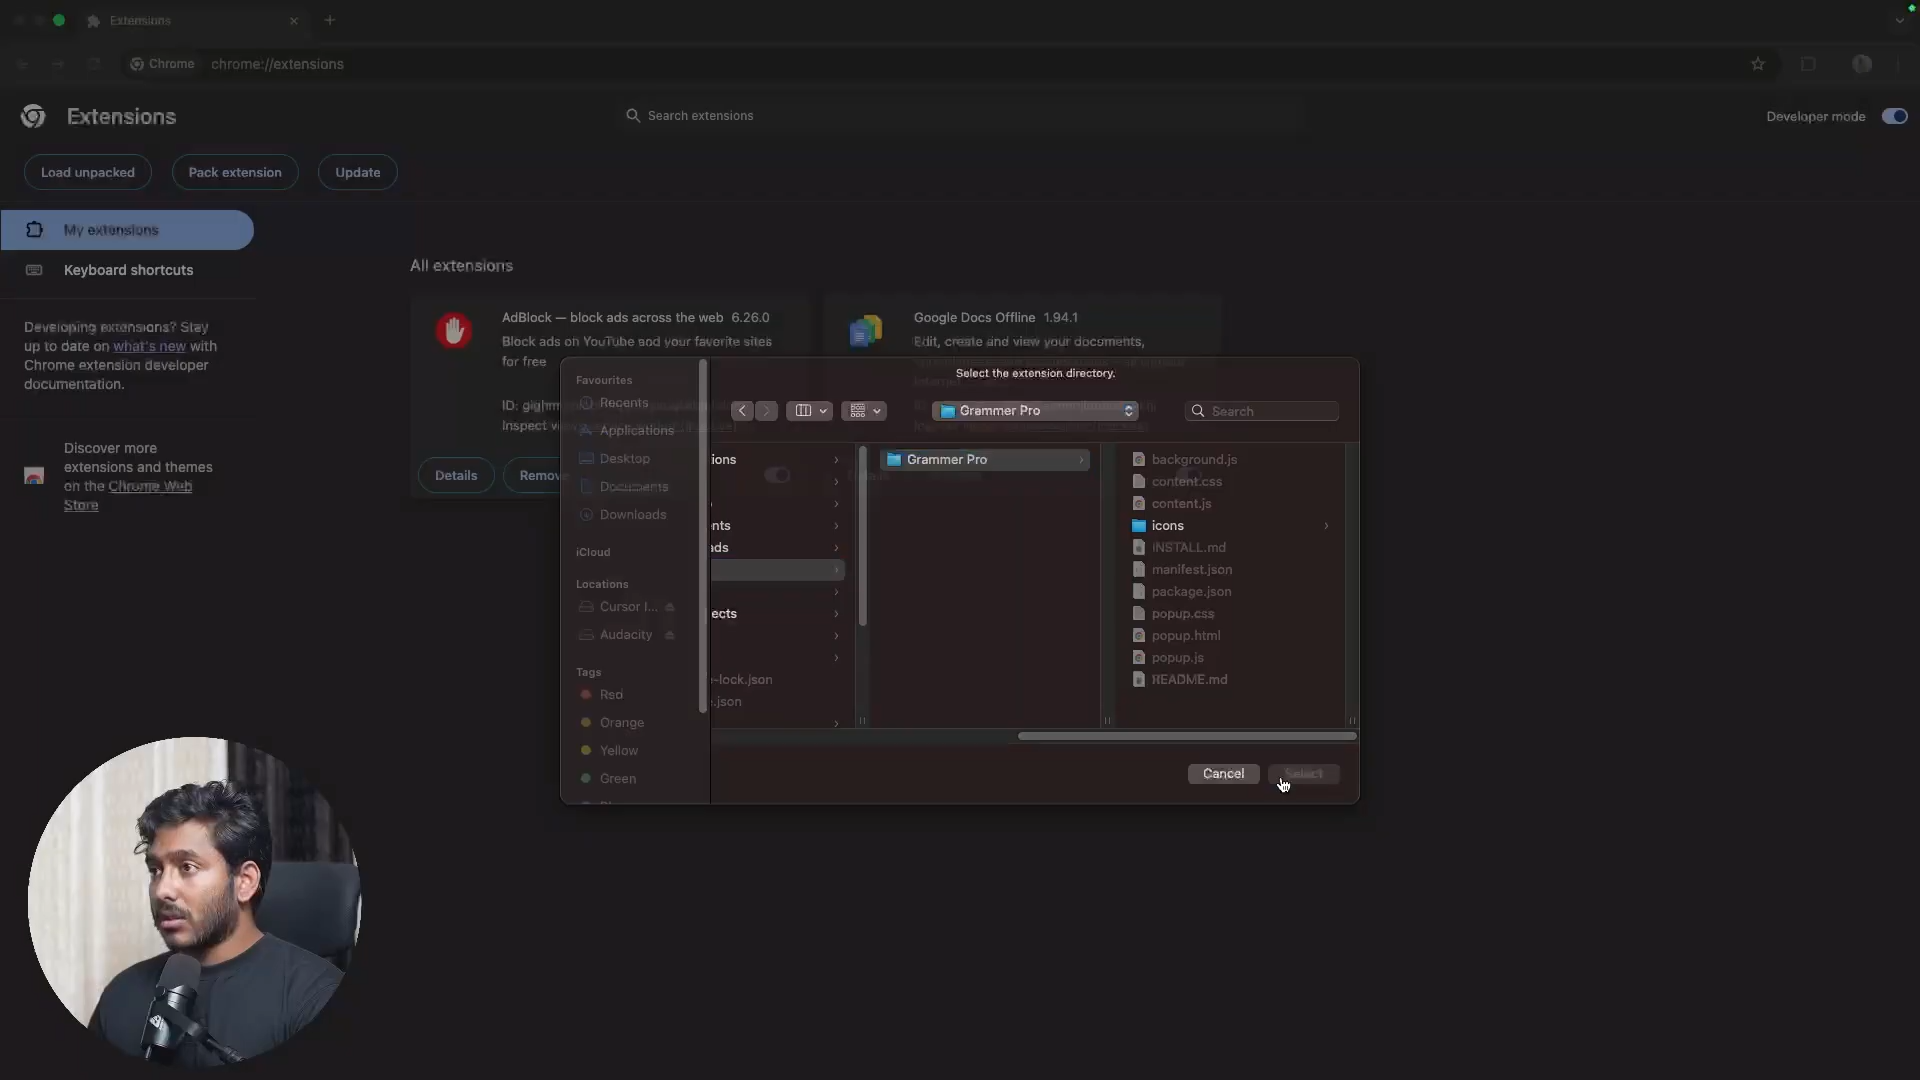 Extensions
Chrome
chrome://extensions
Extensions
Search extensions
Developer mode
Load unpacked
Pack extension
Update
My extensions
Keyboard shortcuts
Developing extensions? Stay
up to date on what's new with
Chrome extension developer
documentation.
Discover more
extensions and themes
on the Chrome Web
Store
All extensions
AdBlock — block ads across the web 6.26.0
Block ads on YouTube and your favorite sites
for free
ID:
Inspect
Details
Remov
Google Docs Offline 1.94.1
Edit, create and view your documents,
Select the extension directory.
Favourites
Recents
Applications
Desktop
Documents
Downloads
iCloud
Locations
Cursor I...
Audacity
Tags
Red
Orange
Yellow
Green
Grammer Pro
Search
ions
nts
ads
ects
-lock.json
.json
Grammer Pro
background.js
content.css
content.js
icons
INSTALL.md
manifest.json
package.json
popup.css
popup.html
popup.js
README.md
Cancel
Select